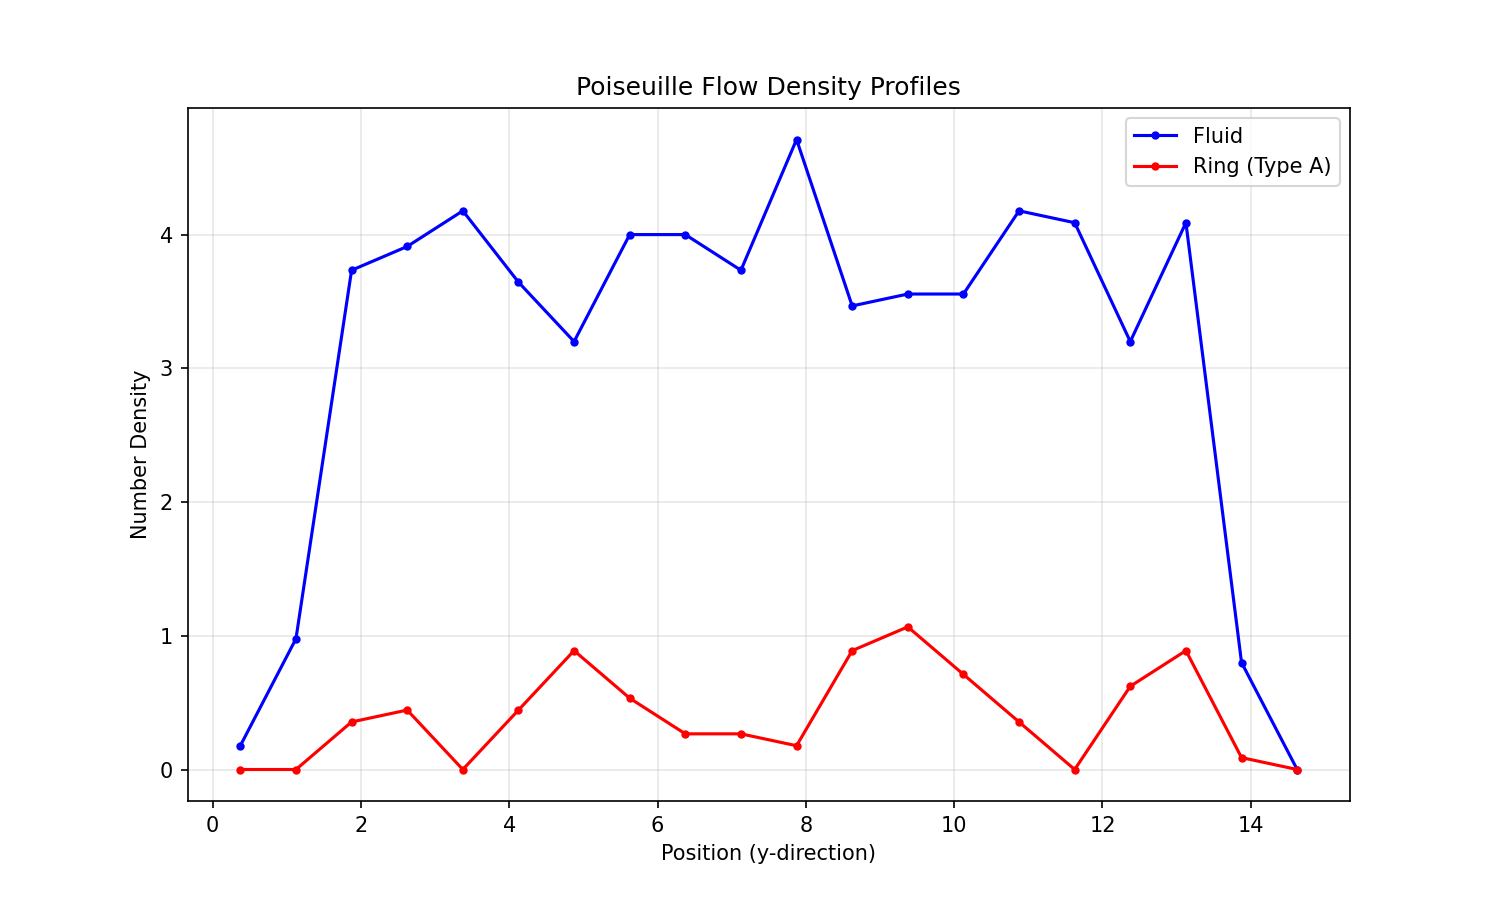 Poiseuille Flow Density Profiles
Fluid
Ring (Type A)
Number Density
4
3
2
1
0
0 2 4 6 8 10 12 14
Position (y-direction)